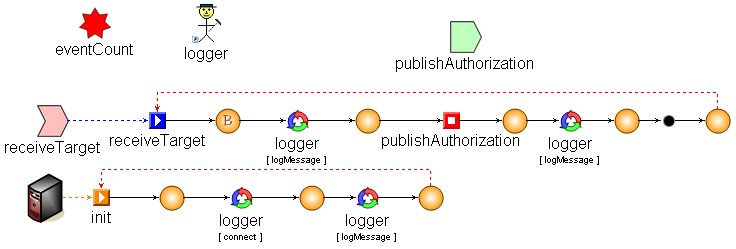 eventCount
logger
publishAuthorization
receiveTarget
receiveTarget
B
logger
[ logMessage ]
publishAuthorization
logger
[ logMessage ]
init
logger
[ connect ]
logger
[ logMessage ]